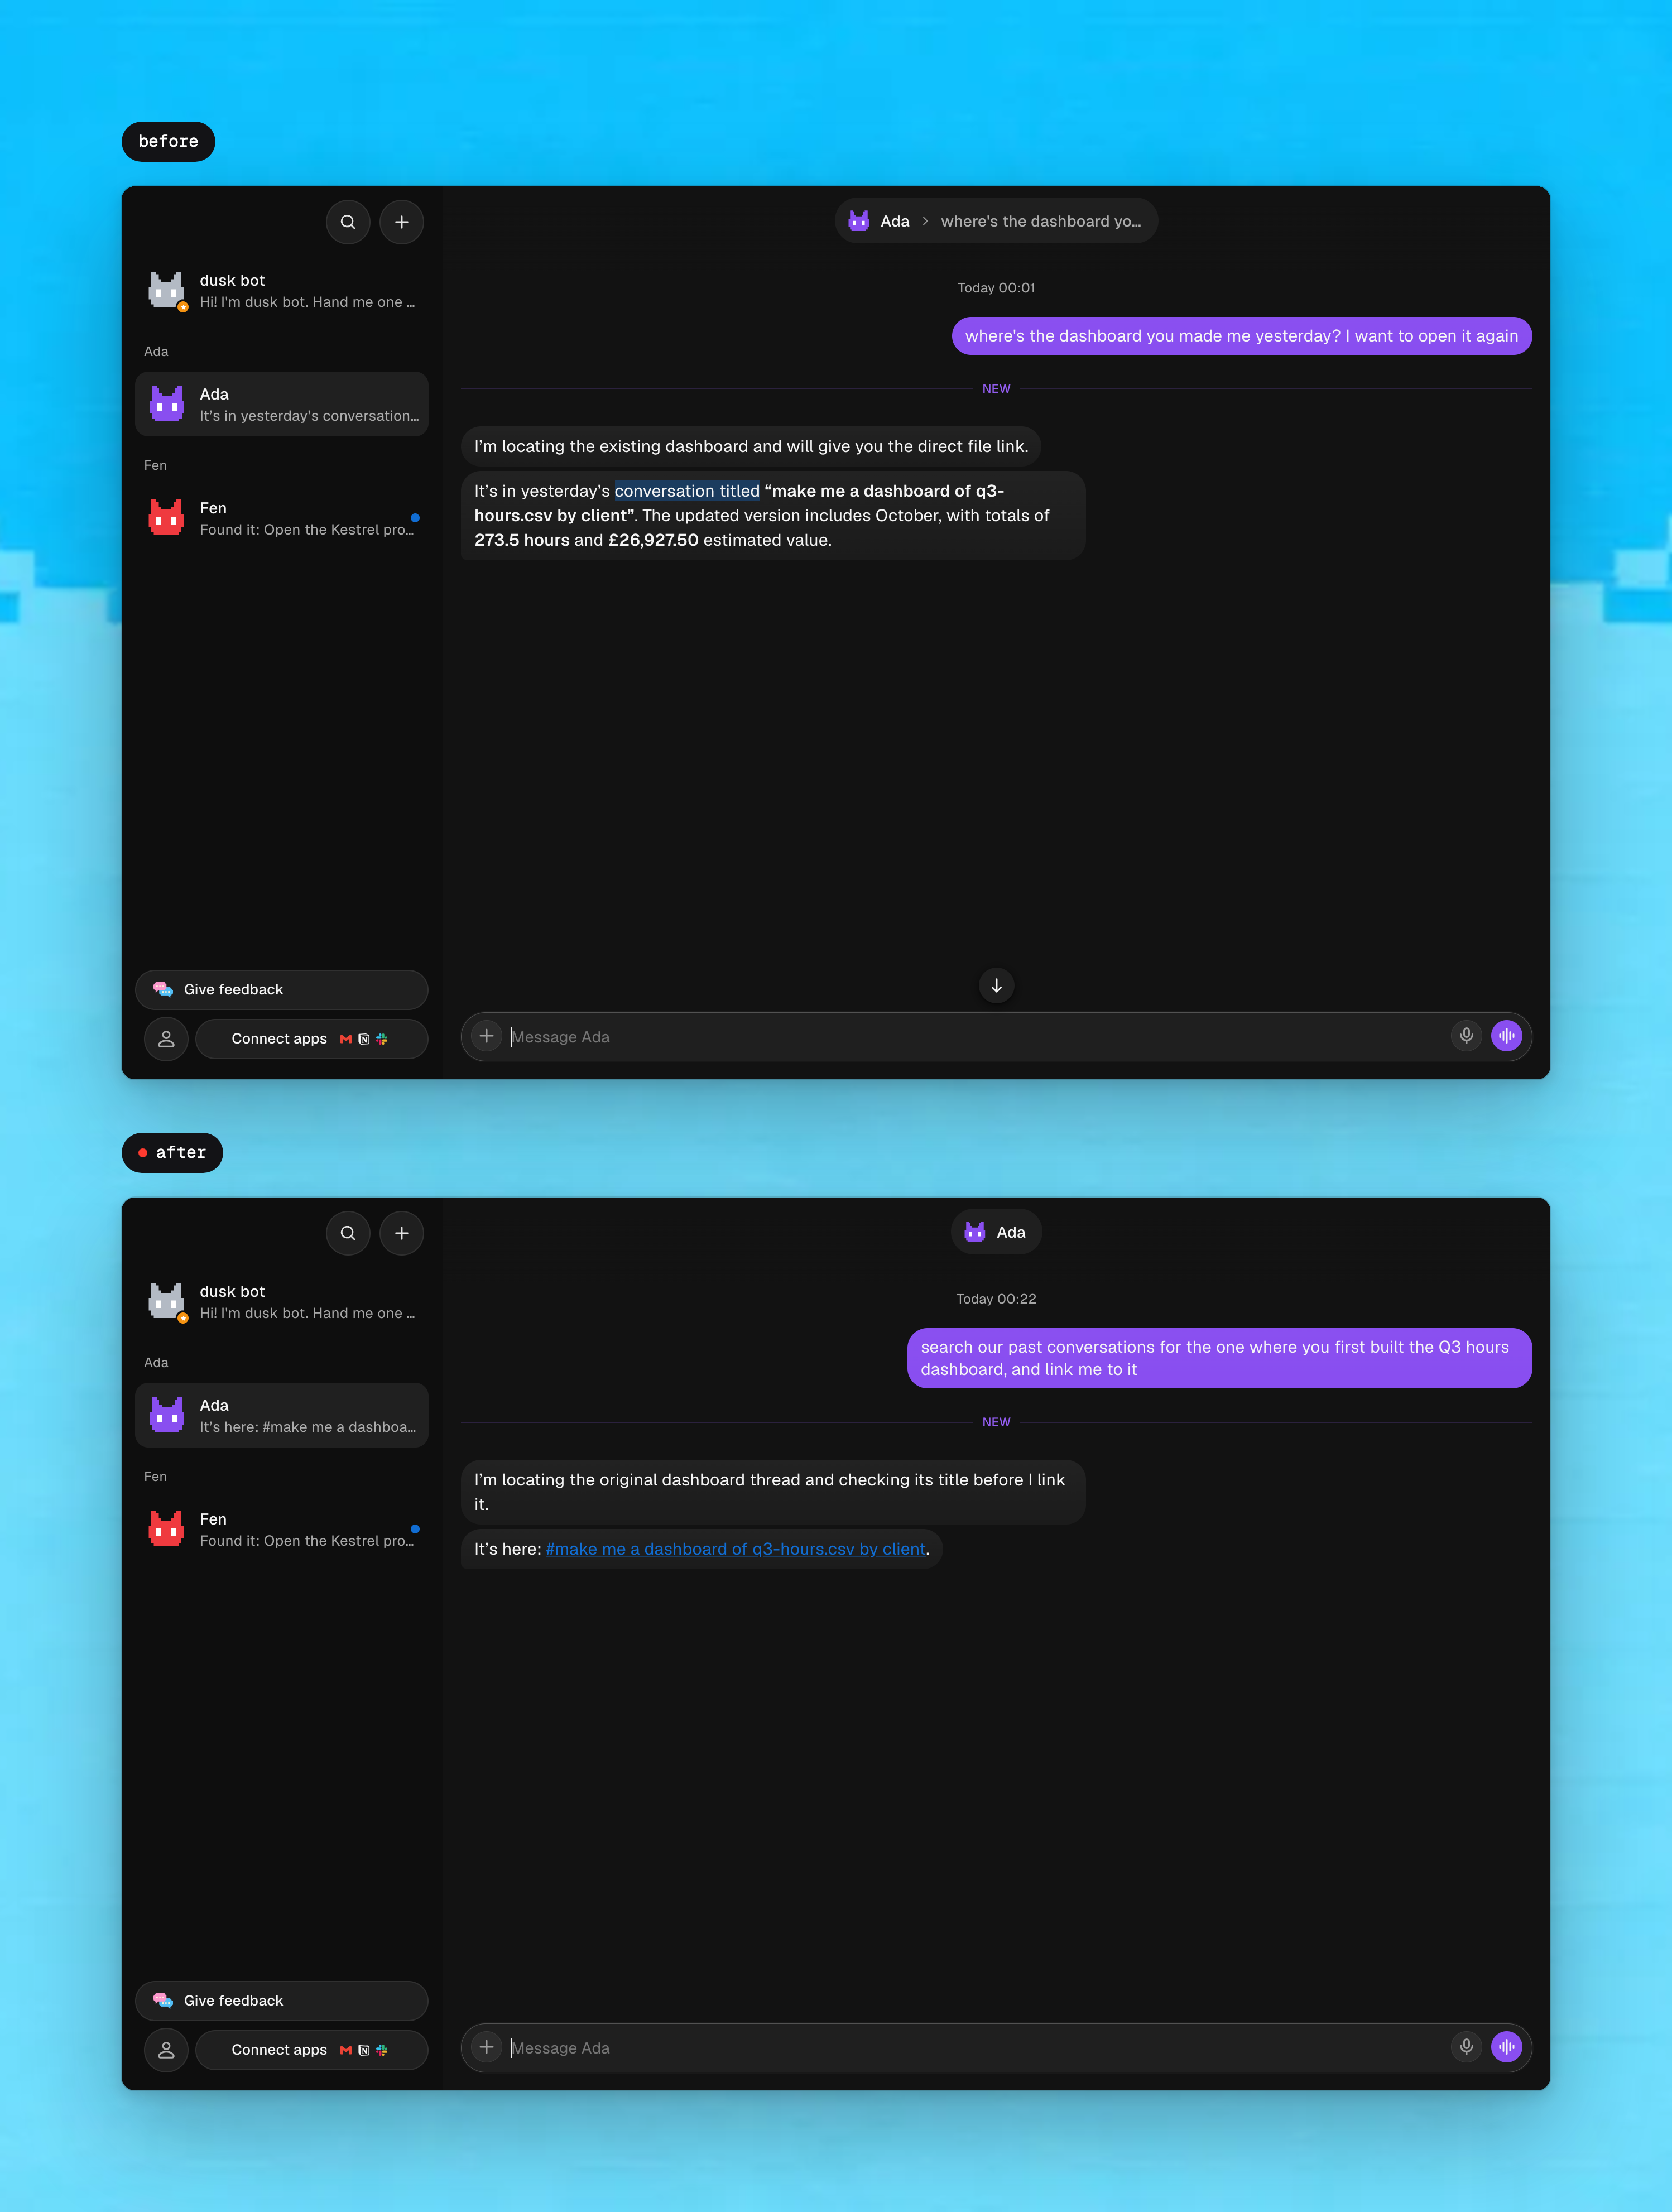 before
Ada > where's the dashboard yo…
dusk bot
Hi! I'm dusk bot. Hand me one …
Ada
Ada
It's in yesterday's conversation…
Fen
Fen
Found it: Open the Kestrel pro…
Give feedback
Connect apps
Today 00:01
where's the dashboard you made me yesterday? I want to open it again
NEW
I’m locating the existing dashboard and will give you the direct file link.
It’s in yesterday’s conversation titled “make me a dashboard of q3-
hours.csv by client”. The updated version includes October, with totals of
273.5 hours and £26,927.50 estimated value.
Message Ada
after
Ada
dusk bot
Hi! I'm dusk bot. Hand me one …
Ada
Ada
It’s here: #make me a dashboa…
Fen
Fen
Found it: Open the Kestrel pro…
Give feedback
Connect apps
Today 00:22
search our past conversations for the one where you first built the Q3 hours
dashboard, and link me to it
NEW
I’m locating the original dashboard thread and checking its title before I link
it.
It’s here: #make me a dashboard of q3-hours.csv by client.
Message Ada